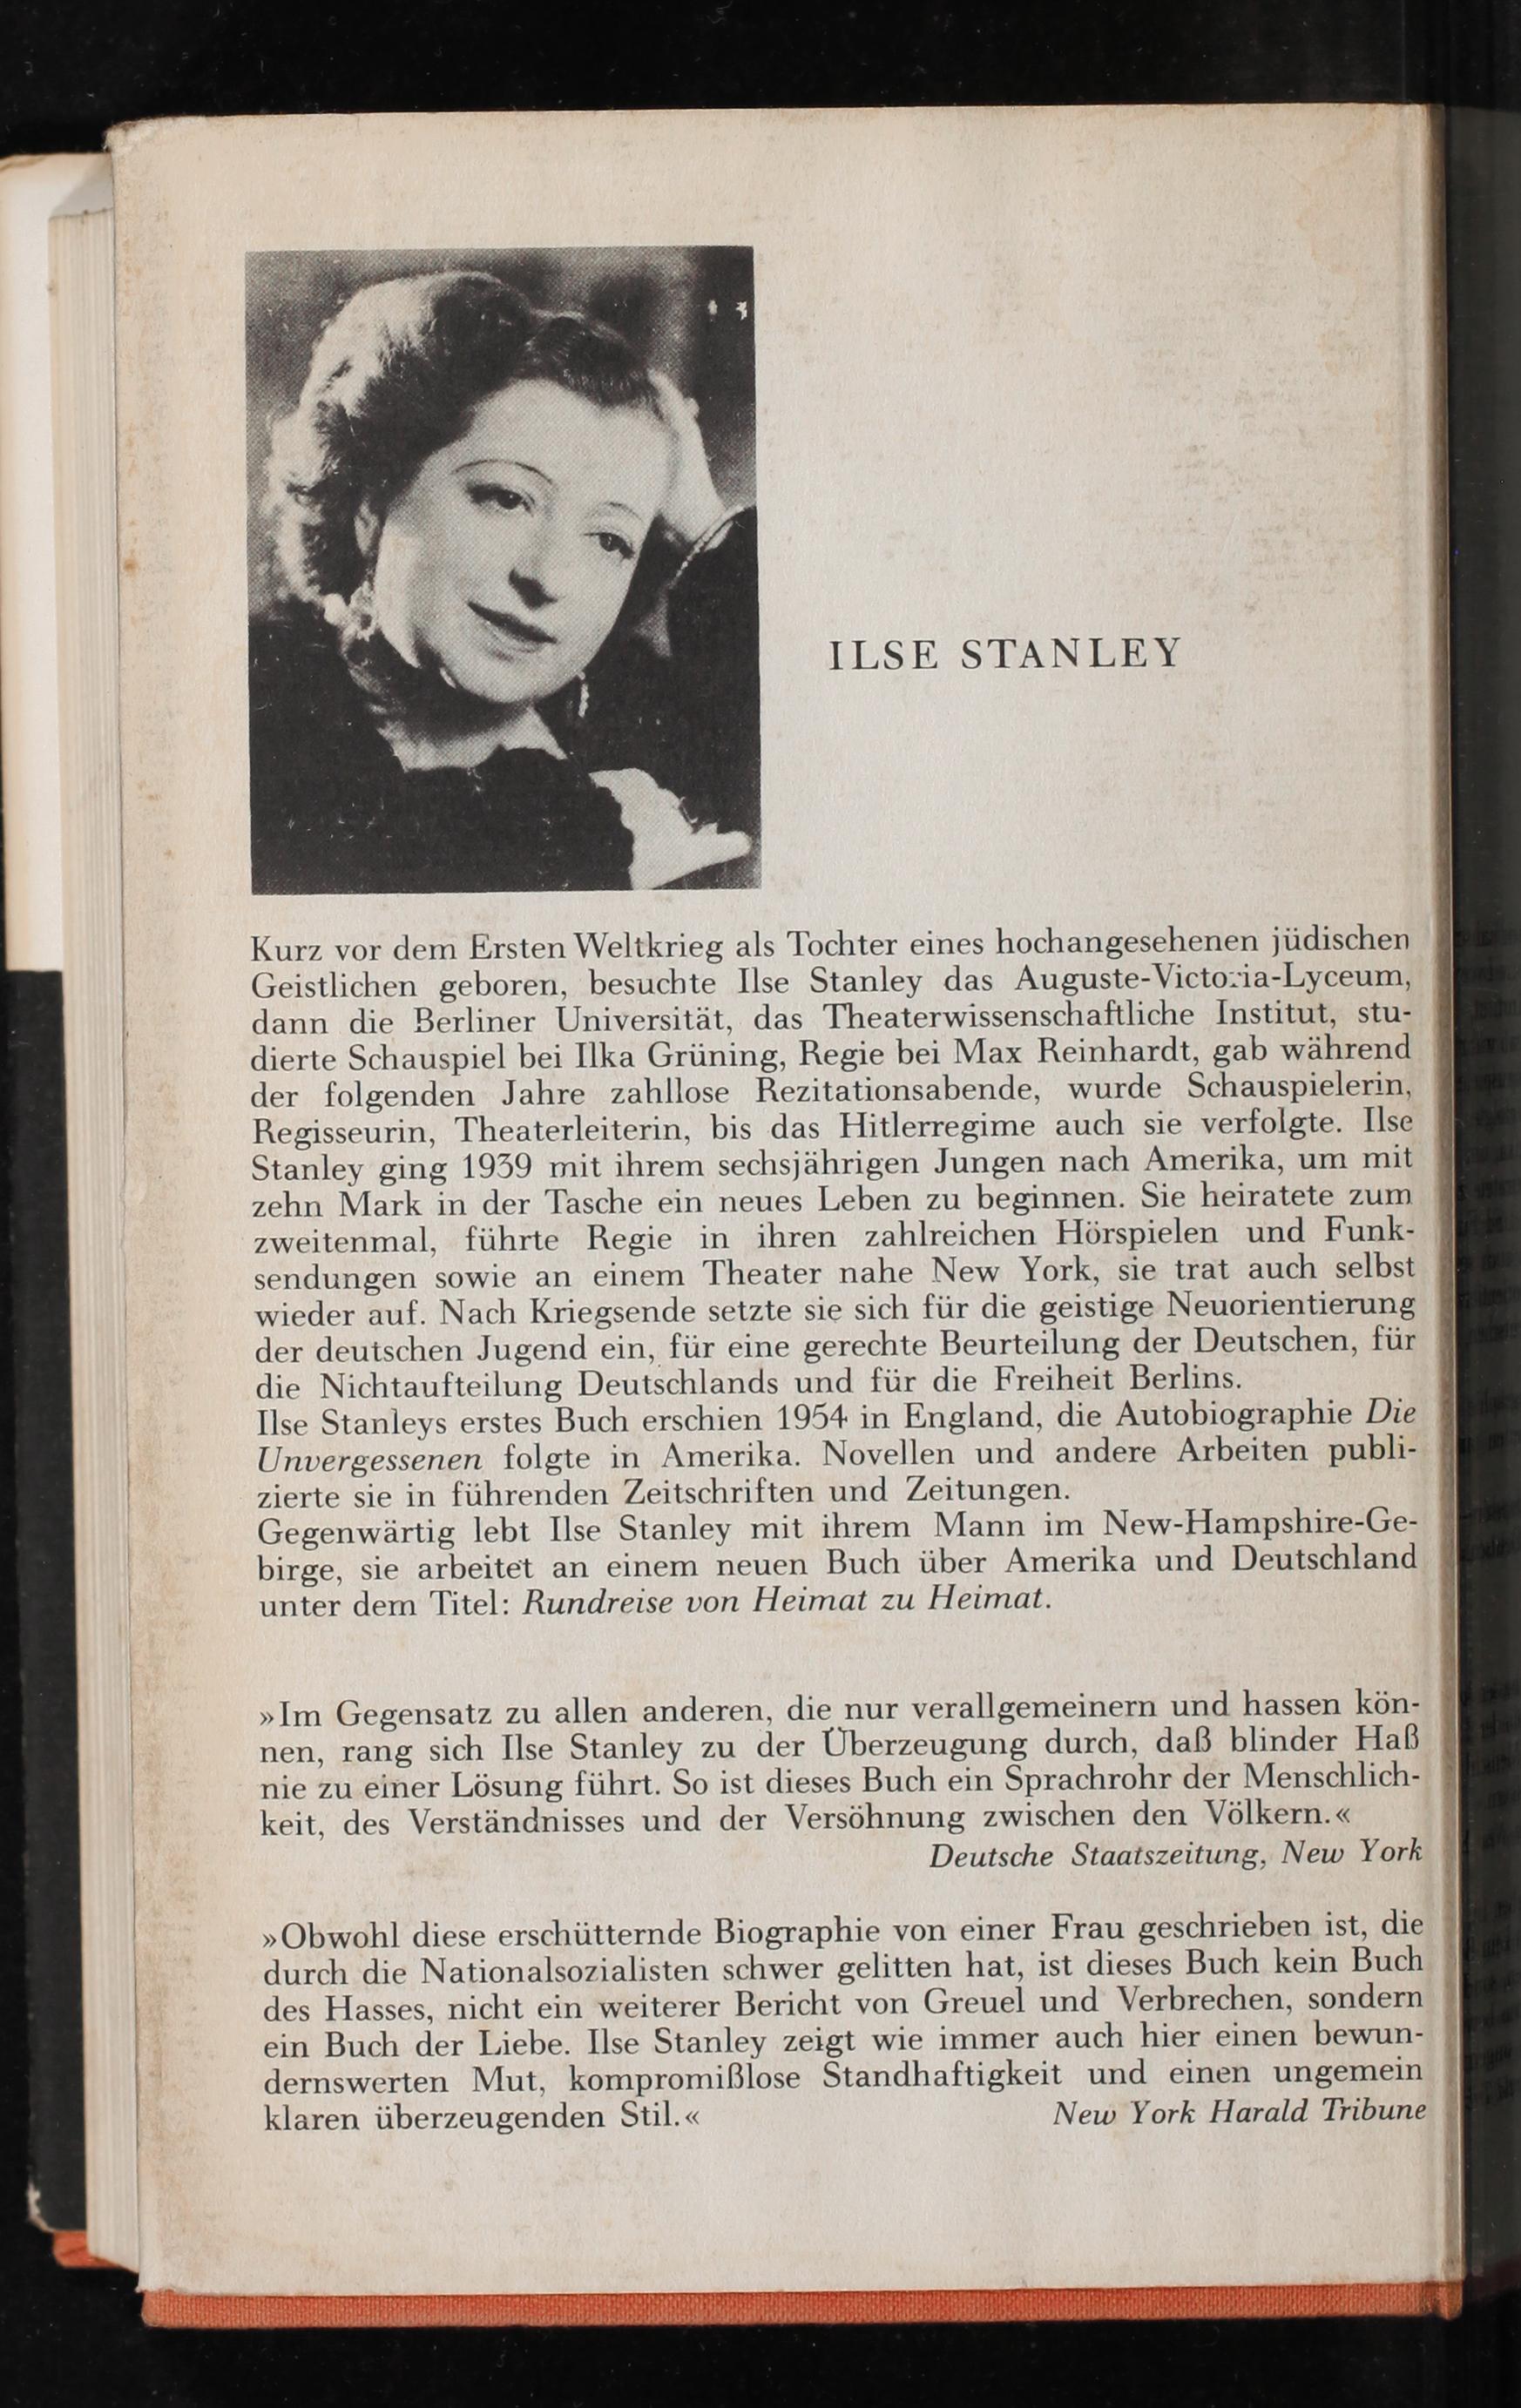 ILSE STANLEY
Kurz vor dem Ersten Weltkrieg als Tochter eines hochangesehenen jüdischen
Geistlichen geboren, besuchte Ilse Stanley das Auguste-Victoria-Lyceum,
dann die Berliner Universität, das Theaterwissenschaftliche Institut, stu-
dierte Schauspiel bei Ilka Grüning, Regie bei Max Reinhardt, gab während
der folgenden Jahre zahllose Rezitationsabende, wurde Schauspielerin,
Regisseurin, Theaterleiterin, bis das Hitlerregime auch sie verfolgte. Ilse
Stanley ging 1939 mit ihrem sechsjährigen Jungen nach Amerika, um mit
zehn Mark in der Tasche ein neues Leben zu beginnen. Sie heiratete zum
zweitenmal, führte Regie in ihren zahlreichen Hörspielen und Funk-
sendungen sowie an einem Theater nahe New York, sie trat auch selbst
wieder auf. Nach Kriegsende setzte sie sich für die geistige Neuorientierung
der deutschen Jugend ein, für eine gerechte Beurteilung der Deutschen, für
die Nichtaufteilung Deutschlands und für die Freiheit Berlins.
Ilse Stanleys erstes Buch erschien 1954 in England, die Autobiographie Die
Unvergessenen folgte in Amerika. Novellen und andere Arbeiten publi-
zierte sie in führenden Zeitschriften und Zeitungen.
Gegenwärtig lebt Ilse Stanley mit ihrem Mann im New-Hampshire-Ge-
birge, sie arbeitet an einem neuen Buch über Amerika und Deutschland
unter dem Titel: Rundreise von Heimat zu Heimat.
»Im Gegensatz zu allen anderen, die nur verallgemeinern und hassen kön-
nen, rang sich Ilse Stanley zu der Überzeugung durch, daß blinder Haß
nie zu einer Lösung führt. So ist dieses Buch ein Sprachrohr der Menschlich-
keit, des Verständnisses und der Versöhnung zwischen den Völkern.«
Deutsche Staatszeitung, New York
»Obwohl diese erschütternde Biographie von einer Frau geschrieben ist, die
durch die Nationalsozialisten schwer gelitten hat, ist dieses Buch kein Buch
des Hasses, nicht ein weiterer Bericht von Greuel und Verbrechen, sondern
ein Buch der Liebe. Ilse Stanley zeigt wie immer auch hier einen bewun-
dernswerten Mut, kompromißlose Standhaftigkeit und einen ungemein
klaren überzeugenden Stil.« New York Harald Tribune